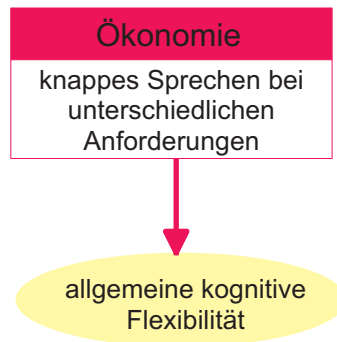 Ökonomie
knappes Sprechen bei
unterschiedlichen
Anforderungen
allgemeine kognitive
Flexibilität